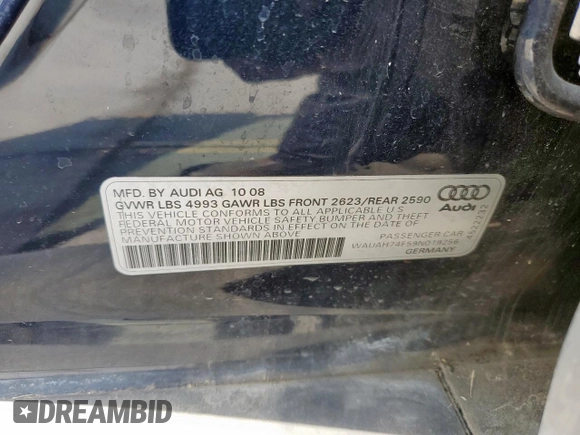 MFD. BY AUDI AG 10 08
GVWR LBS 4993 GAWR LBS FRONT 2623/REAR 2590
THIS VEHICLE CONFORMS TO ALL APPLICABLE U.S.
FEDERAL MOTOR VEHICLE SAFETY BUMPER AND THEFT
PREVENTION STANDARDS IN EFFECT ON THE DATE OF
MANUFACTURE SHOWN ABOVE
PASSENGER CAR
WAUAH74F59N019256
GERMANY
Audi
DREAMBID